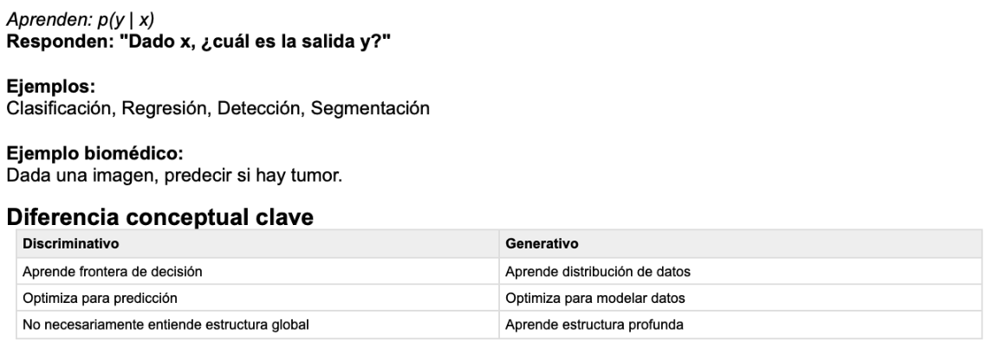 Aprenden: p(y | x)
Responden: "Dado x, ¿cuál es la salida y?"
Ejemplos:
Clasificación, Regresión, Detección, Segmentación
Ejemplo biomédico:
Dada una imagen, predecir si hay tumor.
Diferencia conceptual clave
Discriminativo Generativo
Aprende frontera de decisión Aprende distribución de datos
Optimiza para predicción Optimiza para modelar datos
No necesariamente entiende estructura global Aprende estructura profunda